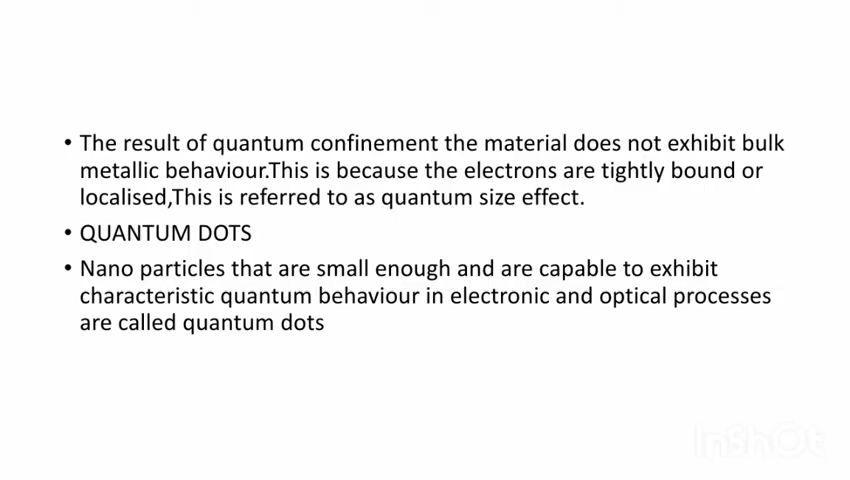 • The result of quantum confinement the material does not exhibit bulk
metallic behaviour.This is because the electrons are tightly bound or
localised,This is referred to as quantum size effect.
• QUANTUM DOTS
• Nano particles that are small enough and are capable to exhibit
characteristic quantum behaviour in electronic and optical processes
are called quantum dots
InShOt